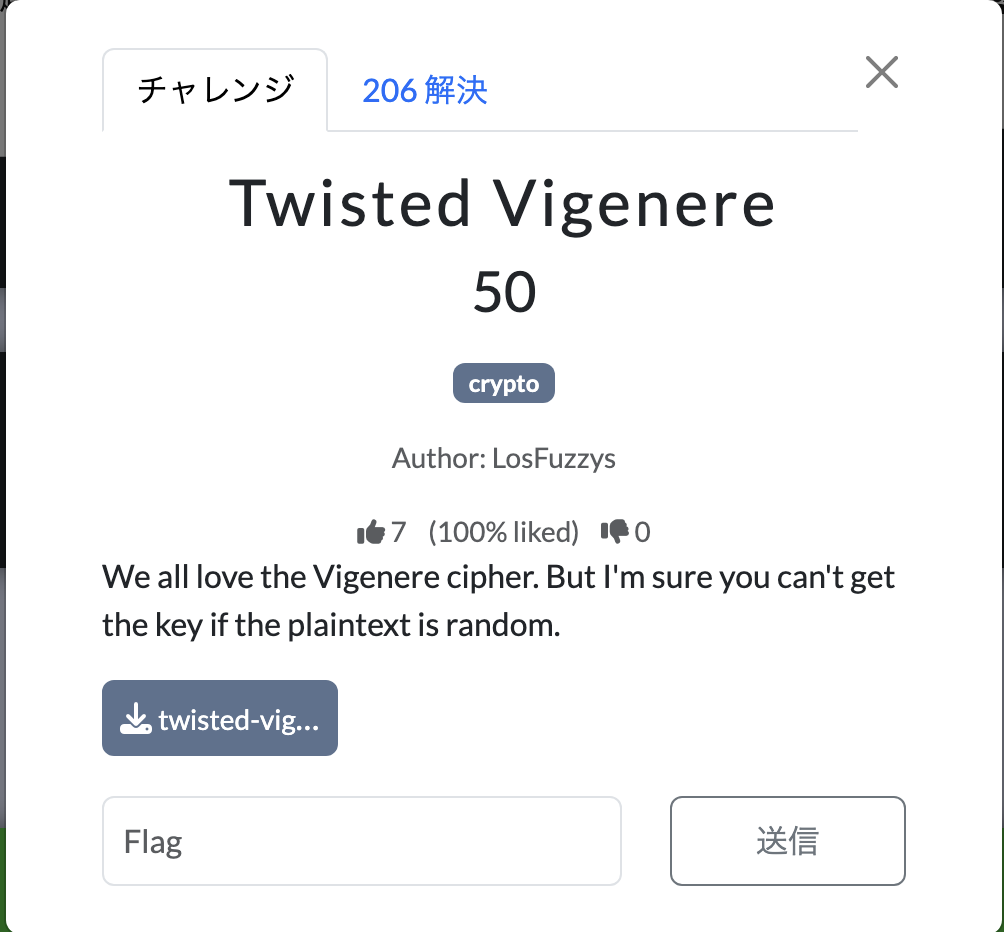 チャレンジ
206 解決
Twisted Vigenere
50
crypto
Author: LosFuzzys
7 (100% liked) 0
We all love the Vigenere cipher. But I'm sure you can't get
the key if the plaintext is random.
twisted-vig...
Flag
送信